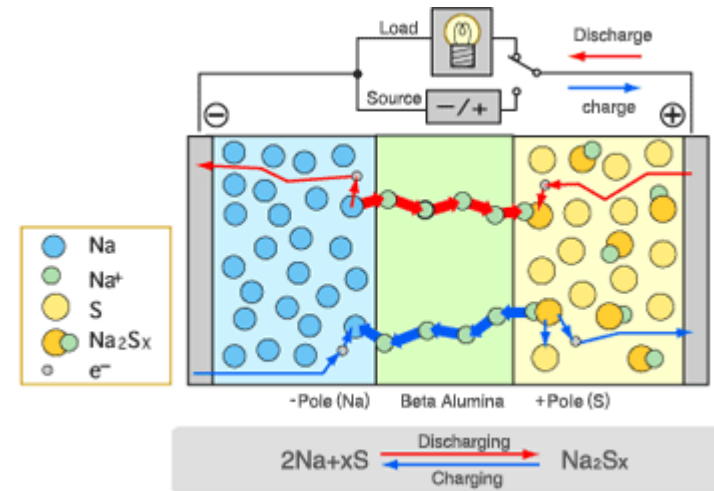 Load
Discharge
Source
−/+
charge
⊖
⊕
Na
Na+
S
Na₂Sx
e−
-Pole (Na)
Beta Alumina
+Pole (S)
2Na+xS
Discharging
Charging
Na₂Sx